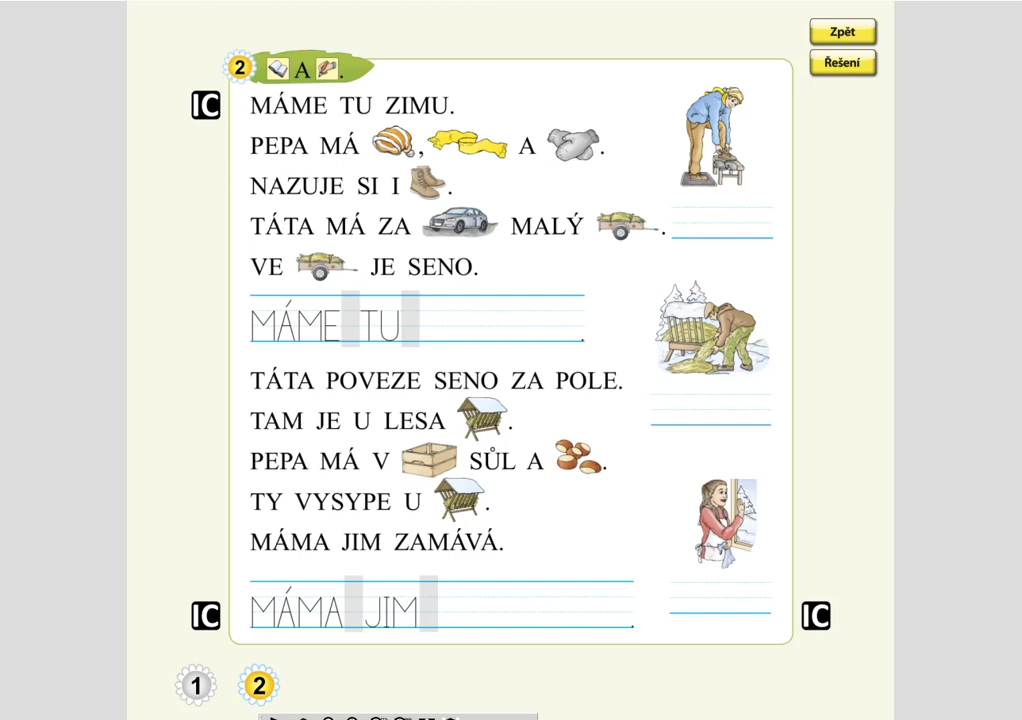 Zpět
Řešení
2 A .
IC MÁME TU ZIMU.
PEPA MÁ , A .
NAZUJE SI I .
TÁTA MÁ ZA MALÝ .
VE JE SENO.
MÁME TU .
TÁTA POVEZE SENO ZA POLE.
TAM JE U LESA .
PEPA MÁ V SŮL A .
TY VYSYPE U .
MÁMA JIM ZAMÁVÁ.
IC MÁMA JIM . IC
1 2